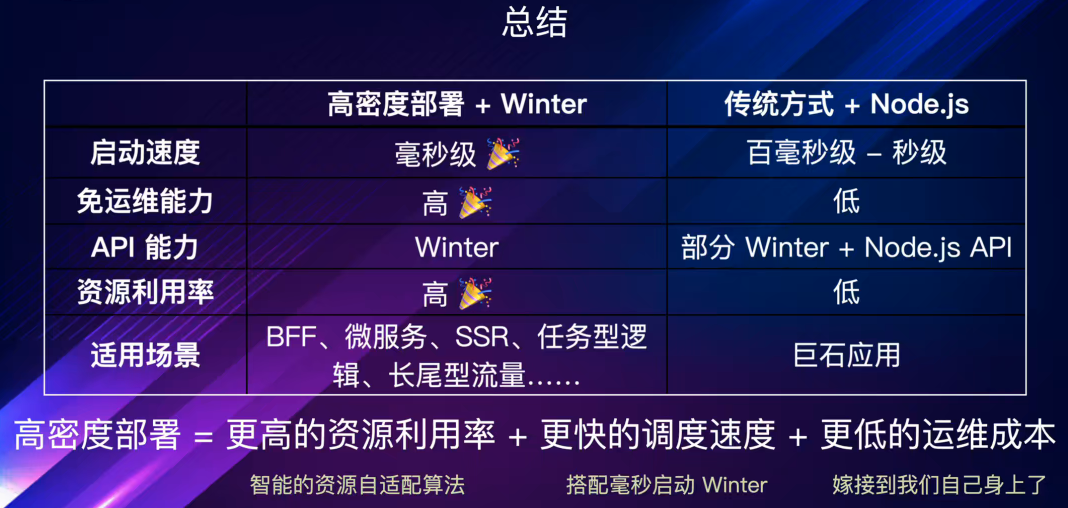 总结
高密度部署 + Winter
传统方式 + Node.js
启动速度
毫秒级 🎉
百毫秒级 – 秒级
免运维能力
高 🎉
低
API 能力
Winter
部分 Winter + Node.js API
资源利用率
高 🎉
低
适用场景
BFF、微服务、SSR、任务型逻
辑、长尾型流量……
巨石应用
高密度部署 = 更高的资源利用率 + 更快的调度速度 + 更低的运维成本
智能的资源自适配算法
搭配毫秒启动 Winter
嫁接到我们自己身上了